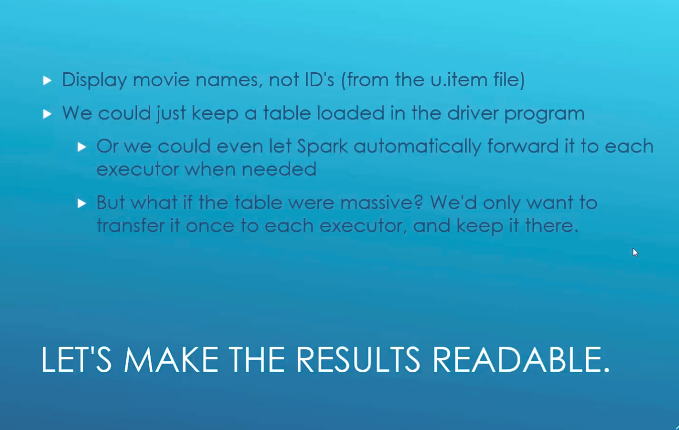 Display movie names, not ID's (from the u.item file)
We could just keep a table loaded in the driver program
Or we could even let Spark automatically forward it to each
executor when needed
But what if the table were massive? We'd only want to
transfer it once to each executor, and keep it there.
LET'S MAKE THE RESULTS READABLE.